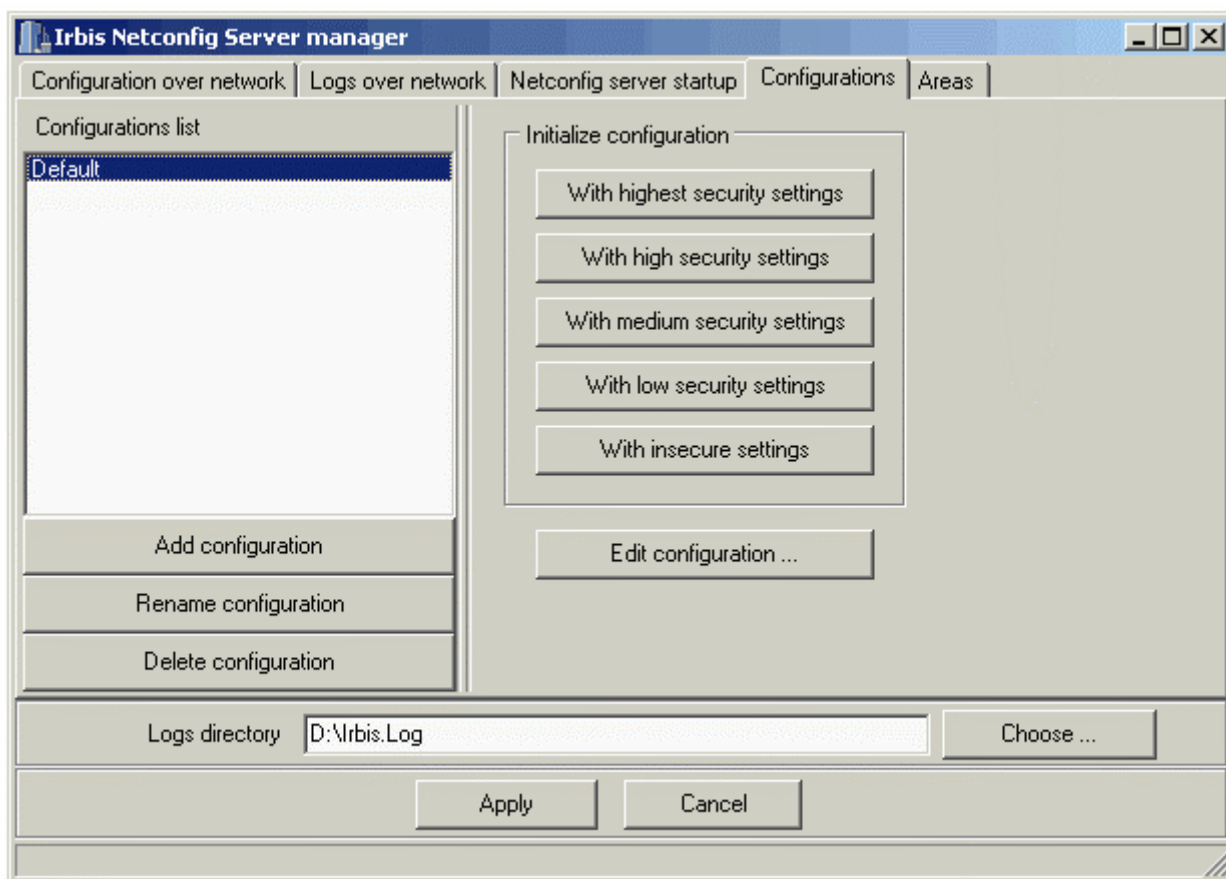 Irbis Netconfig Server manager
Configuration over network
Logs over network
Netconfig server startup
Configurations
Areas
Configurations list
Default
Add configuration
Rename configuration
Delete configuration
Initialize configuration
With highest security settings
With high security settings
With medium security settings
With low security settings
With insecure settings
Edit configuration ...
Logs directory
D:\Irbis.Log
Choose ...
Apply
Cancel